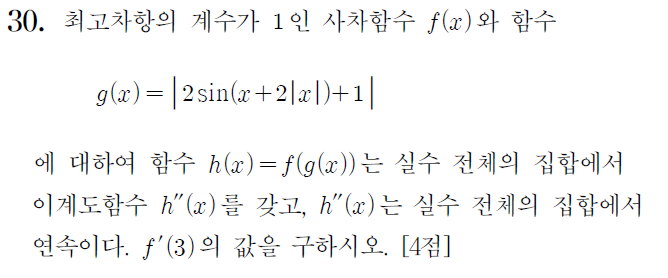 30. 최고차항의 계수가 1인 사차함수 f(x)와 함수
g(x)=|2sin(x+2|x|)+1|
에 대하여 함수 h(x)=f(g(x))는 실수 전체의 집합에서
이계도함수 h″(x)를 갖고, h″(x)는 실수 전체의 집합에서
연속이다. f′(3)의 값을 구하시오. [4점]